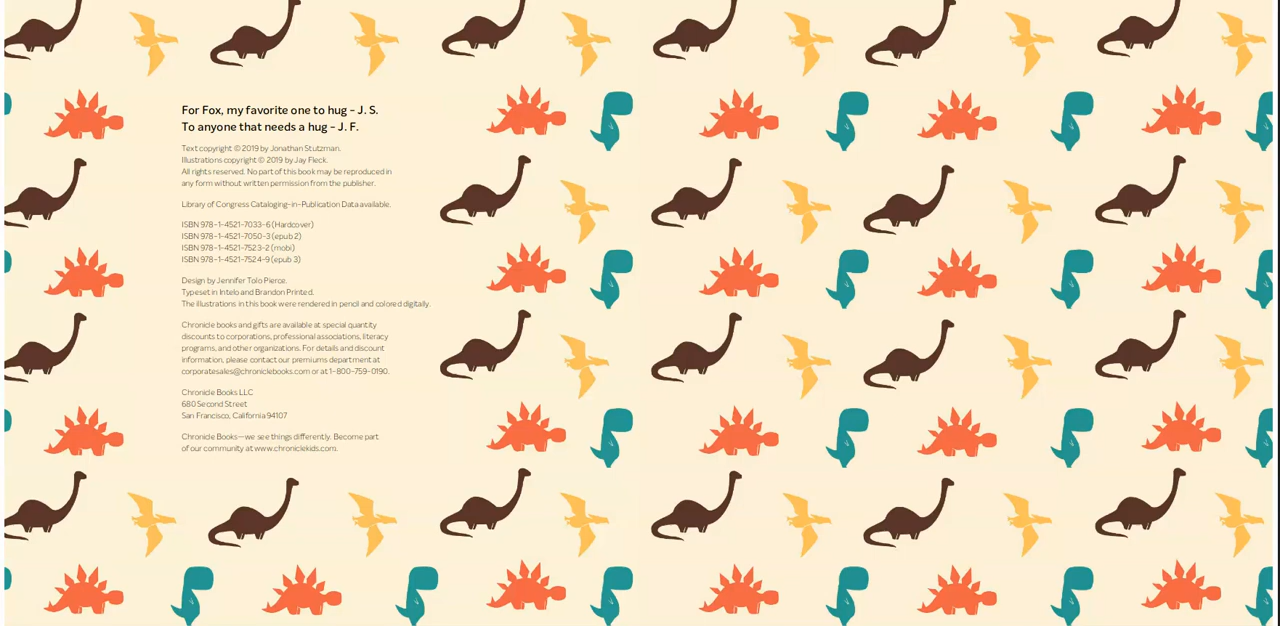 For Fox, my favorite one to hug - J. S.
To anyone that needs a hug - J. F.
Text copyright © 2019 by Jonathan Stutzman.
Illustrations copyright © 2019 by Jay Fleck.
All rights reserved. No part of this book may be reproduced in
any form without written permission from the publisher.
Library of Congress Cataloging-in-Publication Data available.
ISBN 978-1-4521-7033-6 (Hardcover)
ISBN 978-1-4521-7050-3 (epub 2)
ISBN 978-1-4521-7523-2 (mobi)
ISBN 978-1-4521-7524-9 (epub 3)
Design by Jennifer Tolo Pierce.
Typeset in Intelo and Brandon Printed.
The illustrations in this book were rendered in pencil and colored digitally.
Chronicle books and gifts are available at special quantity
discounts to corporations, professional associations, literacy
programs, and other organizations. For details and discount
information, please contact our premiums department at
corporatesales@chroniclebooks.com or at 1-800-759-0190.
Chronicle Books LLC
680 Second Street
San Francisco, California 94107
Chronicle Books—we see things differently. Become part
of our community at www.chroniclekids.com.